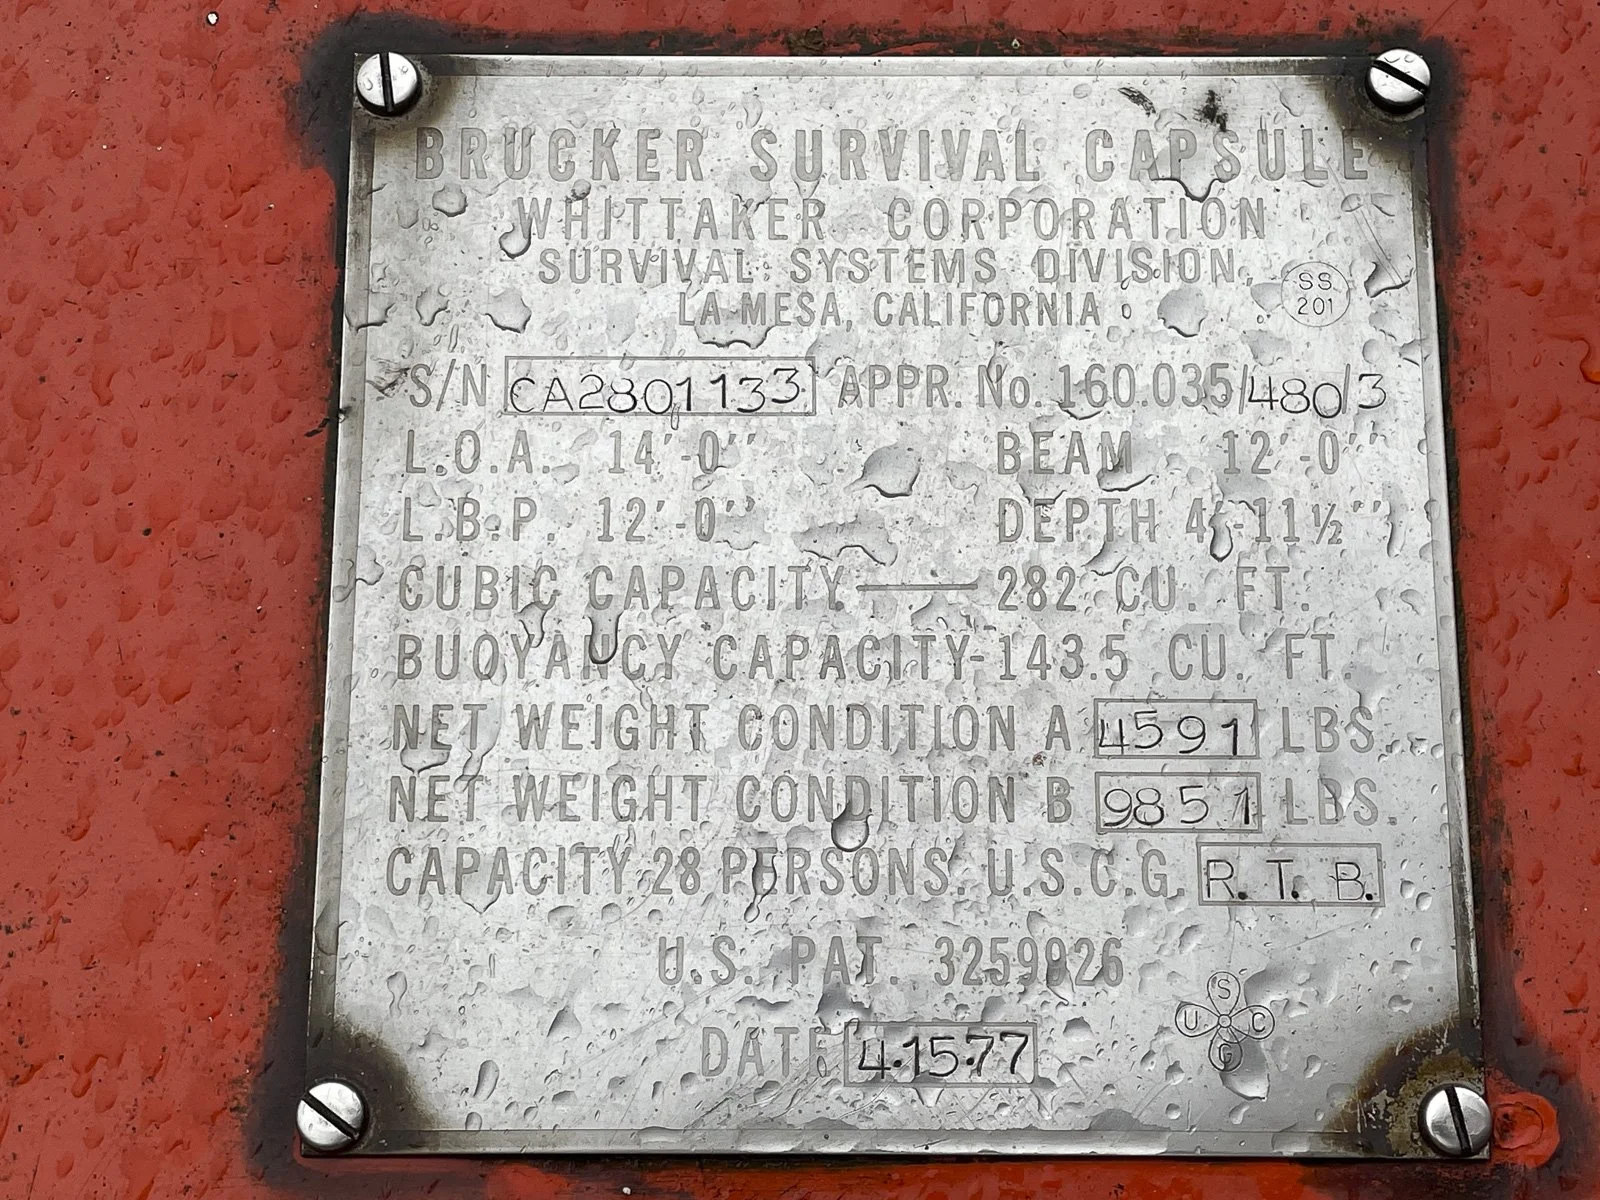 BRUCKER SURVIVAL CAPSULE
WHITTAKER CORPORATION
SURVIVAL SYSTEMS DIVISION,
LA MESA, CALIFORNIA
SS
201
S/N CA2801133 APPR. No. 160.035/480/3
L.O.A. 14'-0'' BEAM 12'-0''
L.B.P. 12'-0'' DEPTH 4'-11½''
CUBIC CAPACITY — 282 CU. FT.
BUOYANCY CAPACITY-143.5 CU. FT.
NET WEIGHT CONDITION A 4591 LBS.
NET WEIGHT CONDITION B 9851 LBS.
CAPACITY 28 PERSONS. U.S.C.G. R. T. B.
U.S. PAT. 3259926
DATE 4.15.77
U S C G